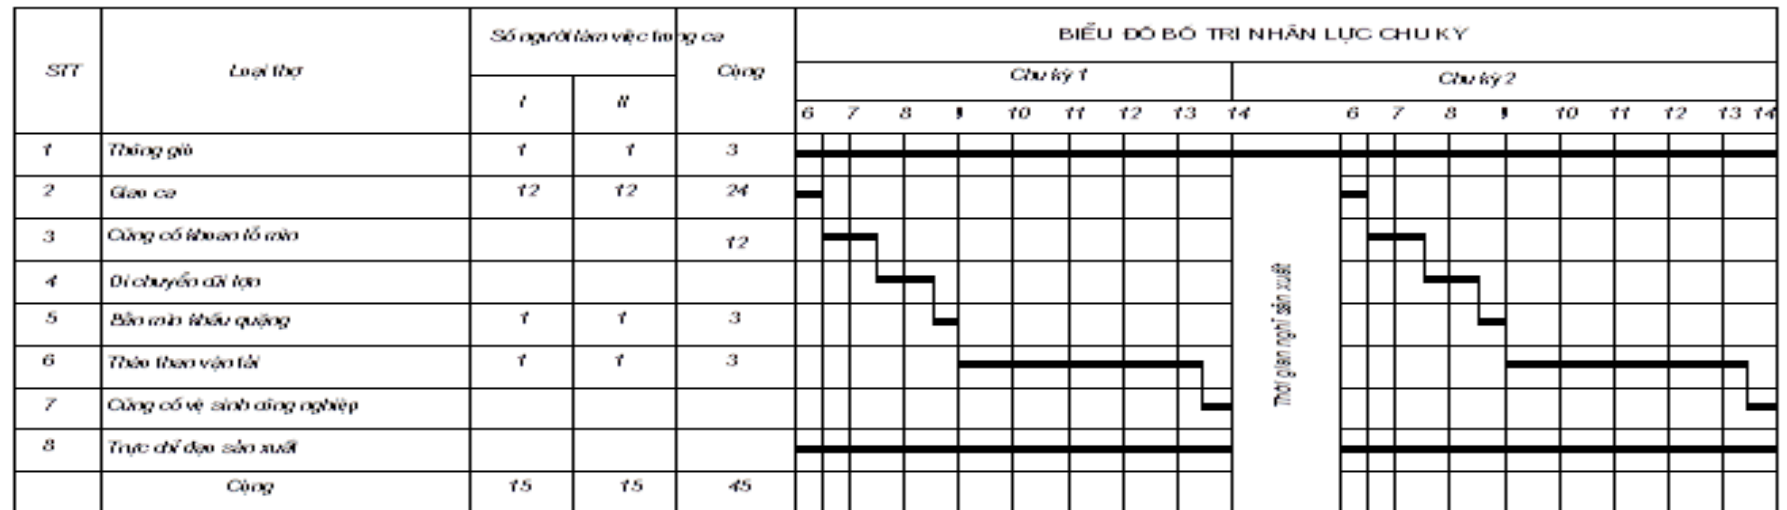 STT Loại thợ Số người làm việc trong ca Cộng BIỂU ĐỒ BỐ TRÍ NHÂN LỰC CHU KỲ
I II Chu kỳ 1 Chu kỳ 2
6 7 8 9 10 11 12 13 14 6 7 8 9 10 11 12 13 14
1 Thông gió 1 1 3
2 Giao ca 12 12 24
3 Củng cố khoan lỗ mìn 12
4 Di chuyển cũi lợn
5 Bắn mìn khấu quặng 1 1 3
6 Tháo than vận tải 1 1 3
7 Củng cố vệ sinh công nghiệp
8 Trực chỉ đạo sản xuất
Cộng 15 15 45
Thời gian nghỉ sản xuất